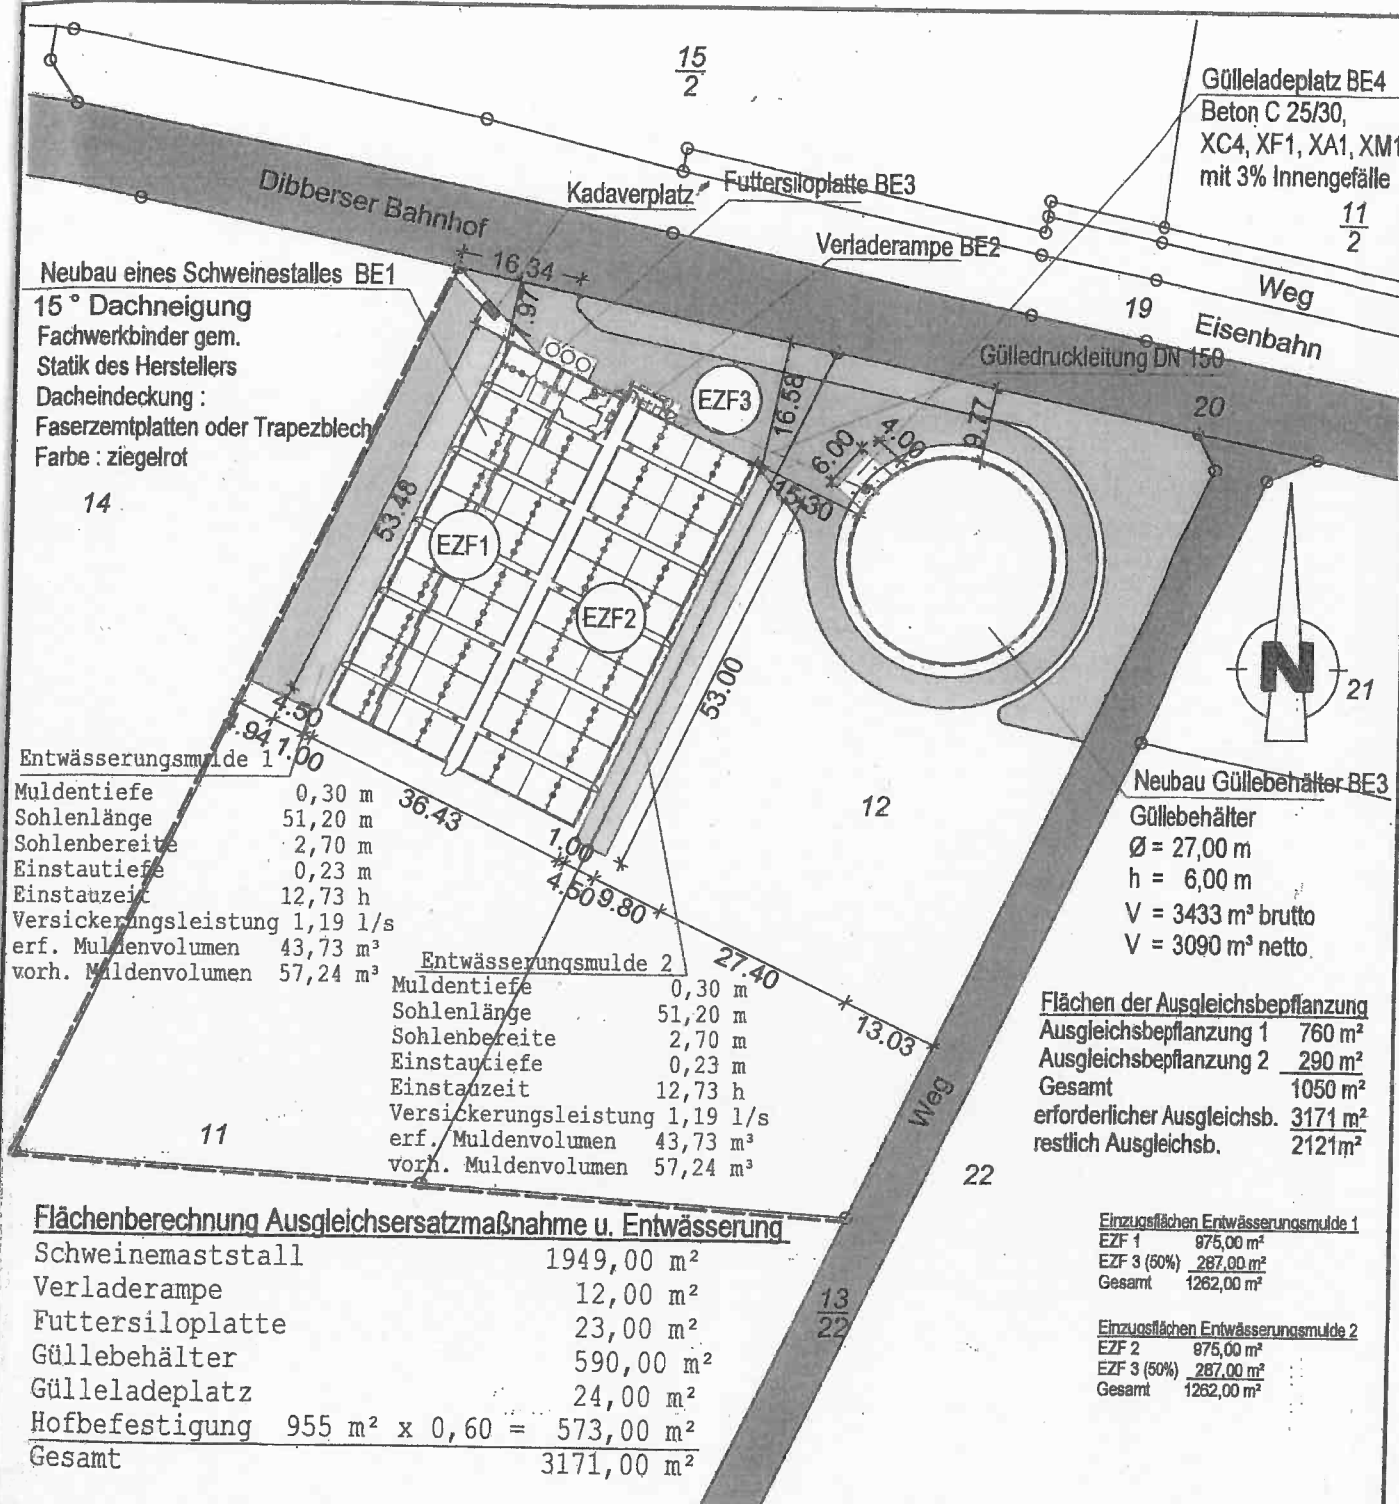 15
2
Gülleladeplatz BE4
Beton C 25/30,
XC4, XF1, XA1, XM1
mit 3% Innengefälle
11
2
Dibberser Bahnhof
Kadaverplatz
Futtersiloplatte BE3
Verladerampe BE2
Weg
19
Eisenbahn
Gülledruckleitung DN 150
20
16,34
7.97
Neubau eines Schweinestalles BE1
15 ° Dachneigung
Fachwerkbinder gem.
Statik des Herstellers
Dacheindeckung :
Faserzemtplatten oder Trapezblech
Farbe : ziegelrot
14
EZF3
16.58
6.00
4.00
9.77
15.30
53.48
EZF1
EZF2
53.00
N
21
12
4.50
.94
1.00
36.43
1.00
4.50
9.80
27.40
13.03
Entwässerungsmulde 1
Muldentiefe 0,30 m
Sohlenlänge 51,20 m
Sohlenbereite 2,70 m
Einstautiefe 0,23 m
Einstauzeit 12,73 h
Versickerungsleistung 1,19 l/s
erf. Muldenvolumen 43,73 m³
vorh. Muldenvolumen 57,24 m³
Entwässerungsmulde 2
Muldentiefe 0,30 m
Sohlenlänge 51,20 m
Sohlenbereite 2,70 m
Einstautiefe 0,23 m
Einstauzeit 12,73 h
Versickerungsleistung 1,19 l/s
erf. Muldenvolumen 43,73 m³
vorh. Muldenvolumen 57,24 m³
Neubau Güllebehälter BE3
Güllebehälter
Ø = 27,00 m
h = 6,00 m
V = 3433 m³ brutto
V = 3090 m³ netto
Flächen der Ausgleichsbepflanzung
Ausgleichsbepflanzung 1 760 m²
Ausgleichsbepflanzung 2 290 m²
Gesamt 1050 m²
erforderlicher Ausgleichsb. 3171 m²
restlich Ausgleichsb. 2121m²
Weg
11
22
13
22
Flächenberechnung Ausgleichsersatzmaßnahme u. Entwässerung
Schweinemaststall 1949,00 m²
Verladerampe 12,00 m²
Futtersiloplatte 23,00 m²
Güllebehälter 590,00 m²
Gülleladeplatz 24,00 m²
Hofbefestigung 955 m² x 0,60 = 573,00 m²
Gesamt 3171,00 m²
Einzugsflächen Entwässerungsmulde 1
EZF 1 975,00 m²
EZF 3 (50%) 287,00 m²
Gesamt 1262,00 m²
Einzugsflächen Entwässerungsmulde 2
EZF 2 975,00 m²
EZF 3 (50%) 287,00 m²
Gesamt 1262,00 m²